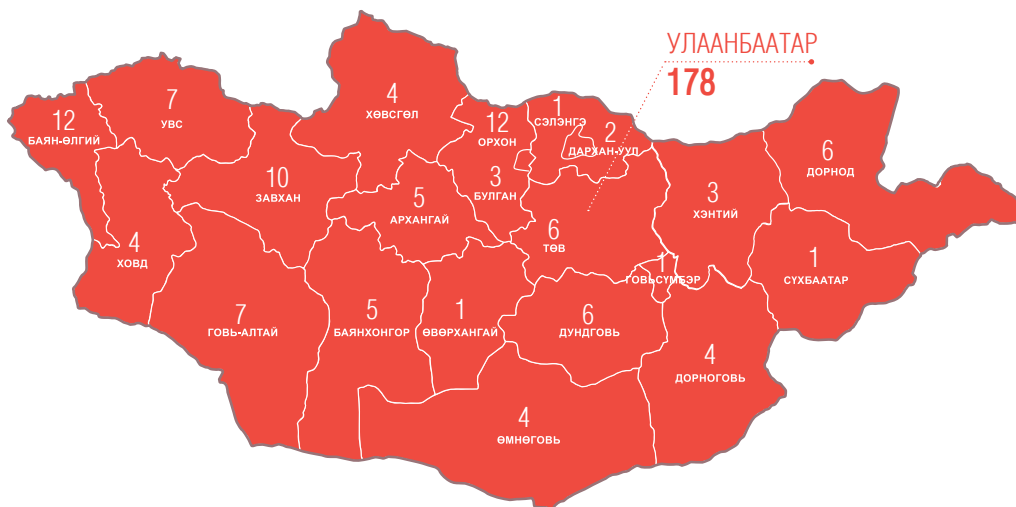 УЛААНБААТАР
178
12
БАЯН-ӨЛГИЙ
7
УВС
4
ХӨВСГӨЛ
12
ОРХОН
1
СЭЛЭНГЭ
2
ДАРХАН-УУД
6
ДОРНОД
10
ЗАВХАН
5
АРХАНГАЙ
3
БУЛГАН
3
ХЭНТИЙ
4
ХОВД
6
ТӨВ
1
ГОВЬСҮМБЭР
1
СҮХБААТАР
7
ГОВЬ-АЛТАЙ
5
БАЯНХОНГОР
1
ӨВӨРХАНГАЙ
6
ДУНДГОВЬ
4
ДОРНОГОВЬ
4
ӨМНӨГОВЬ